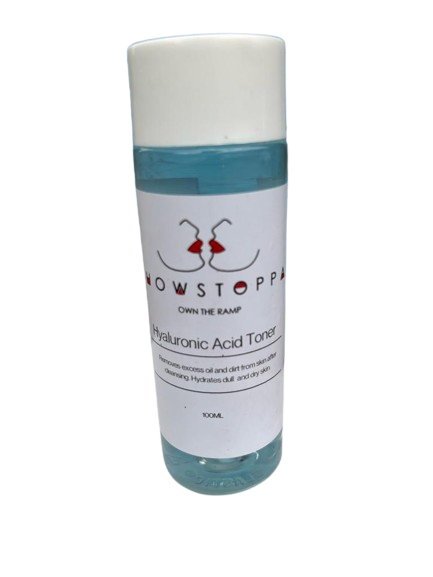 HOWSTOPPA
OWN THE RAMP
Hyaluronic Acid Toner
Removes excess oil and dirt from skin after
cleansing. Hydrates dull and dry skin.
100ML